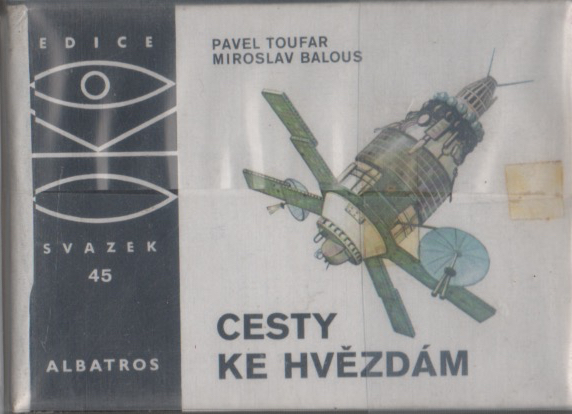 EDICE
OKO
SVAZEK
45
ALBATROS
PAVEL TOUFAR
MIROSLAV BALOUS
CESTY
KE HVĚZDÁM